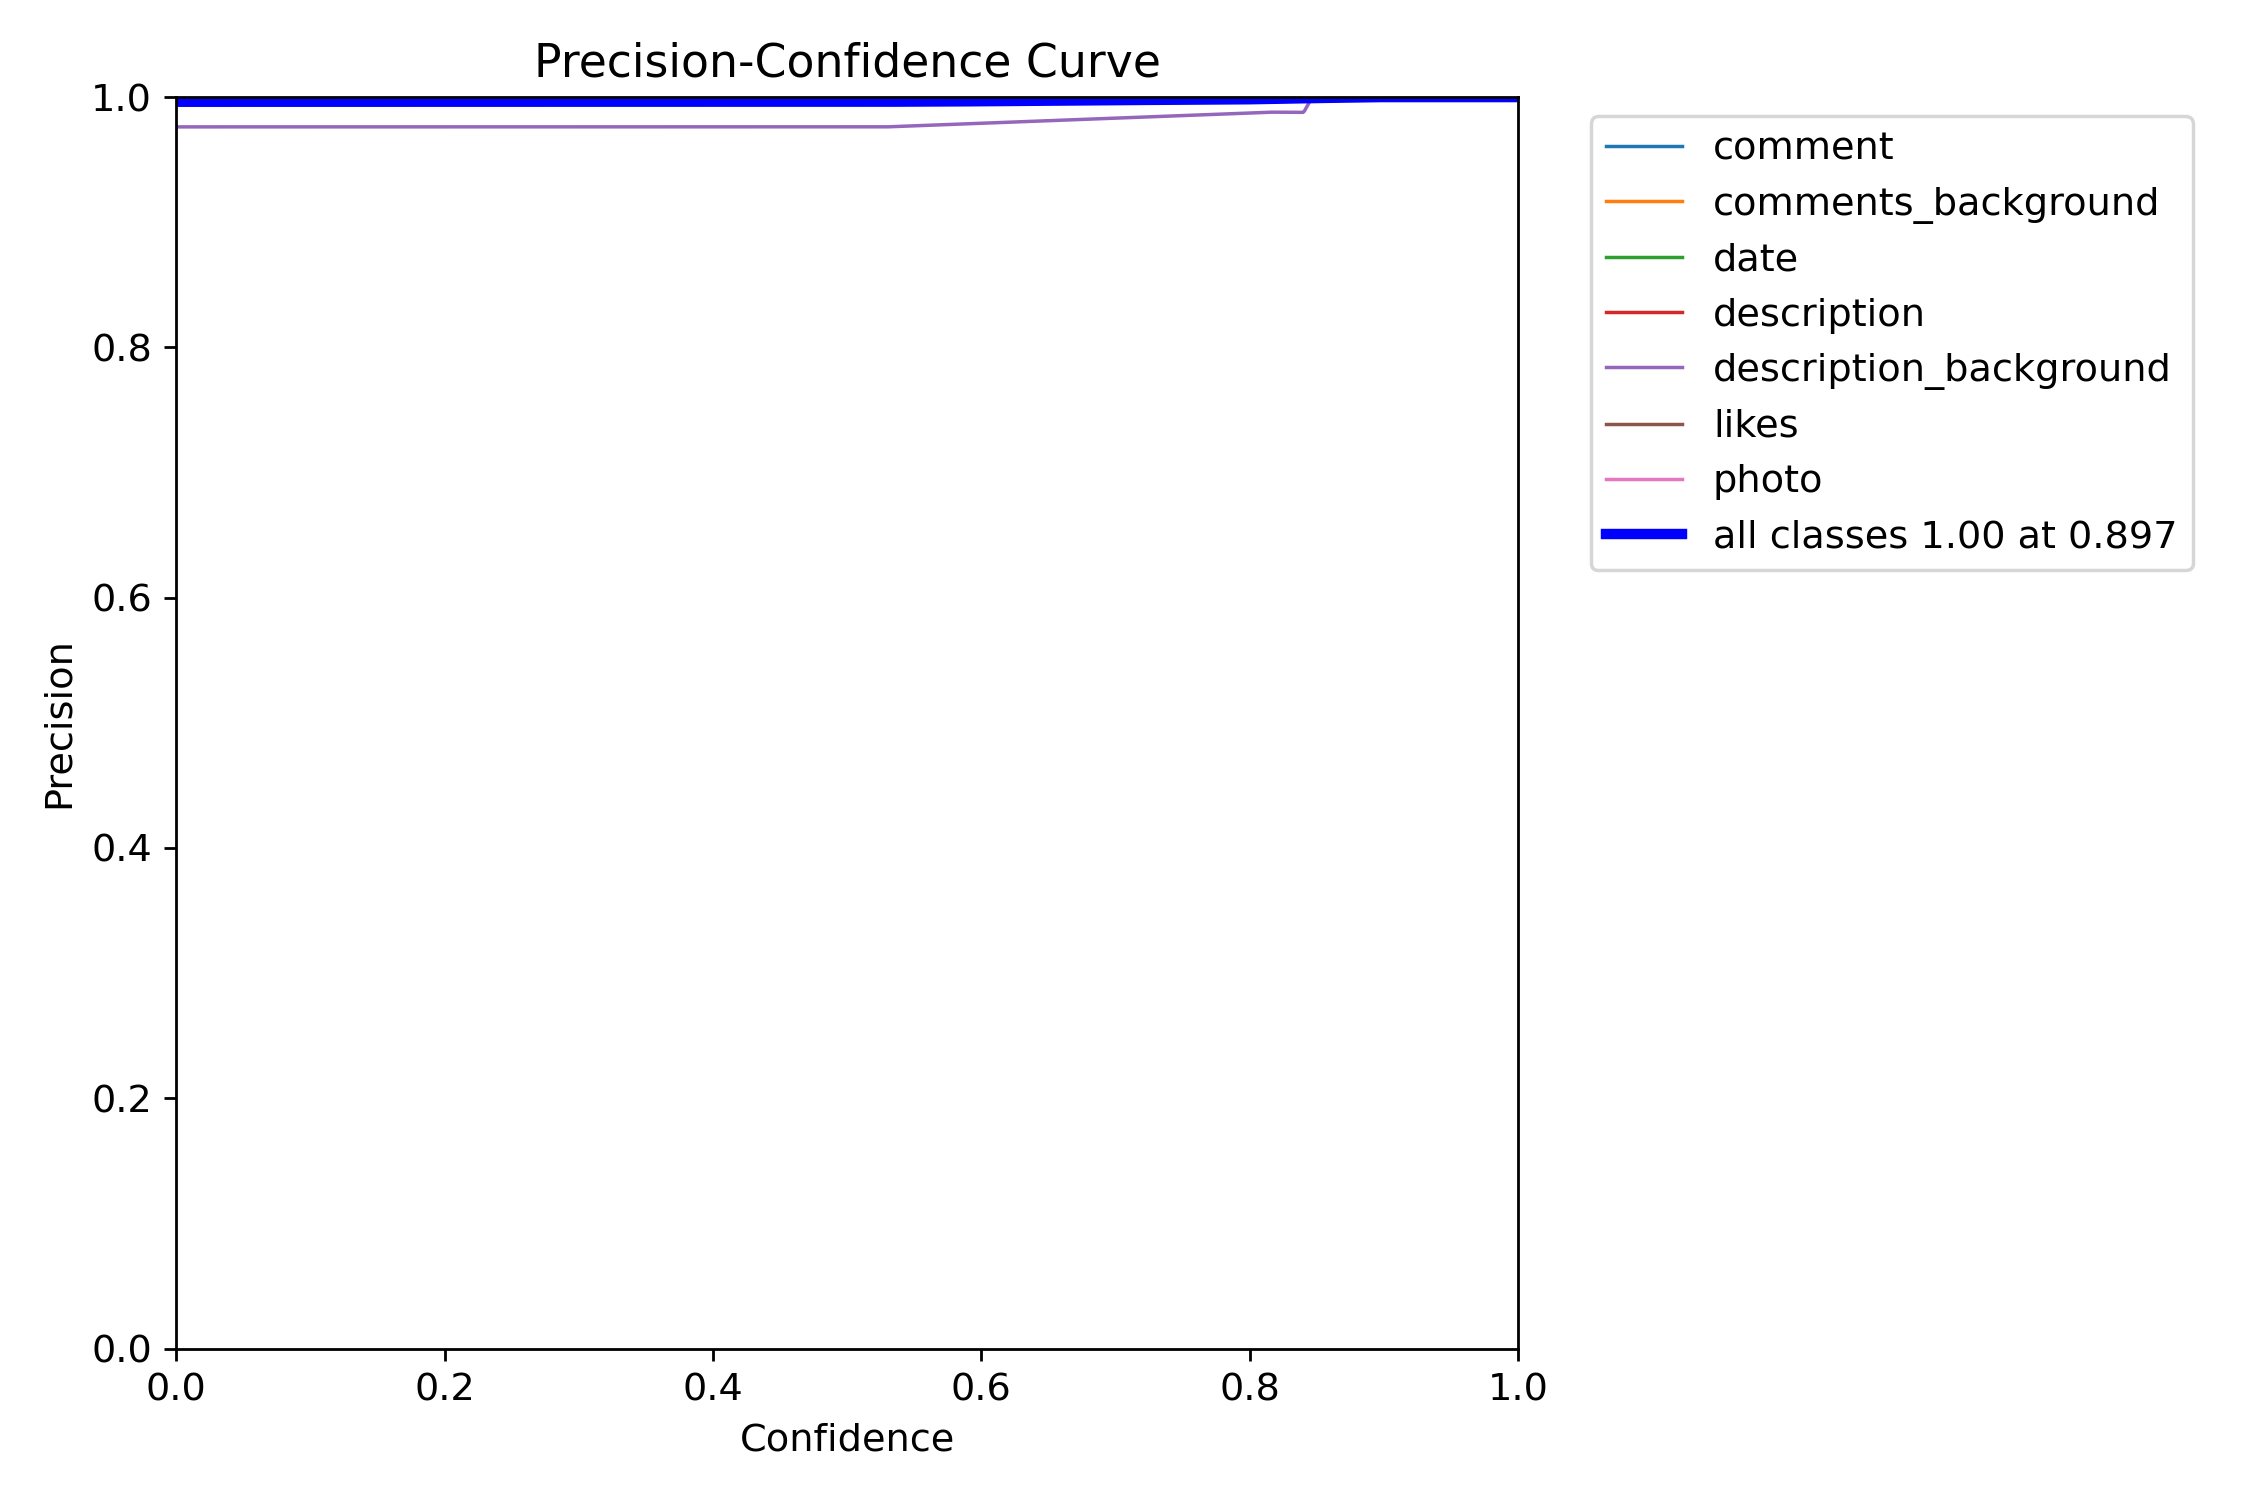 Precision-Confidence Curve
1.0
0.8
0.6
0.4
0.2
0.0
Precision
0.0 0.2 0.4 0.6 0.8 1.0
Confidence
comment
comments_background
date
description
description_background
likes
photo
all classes 1.00 at 0.897